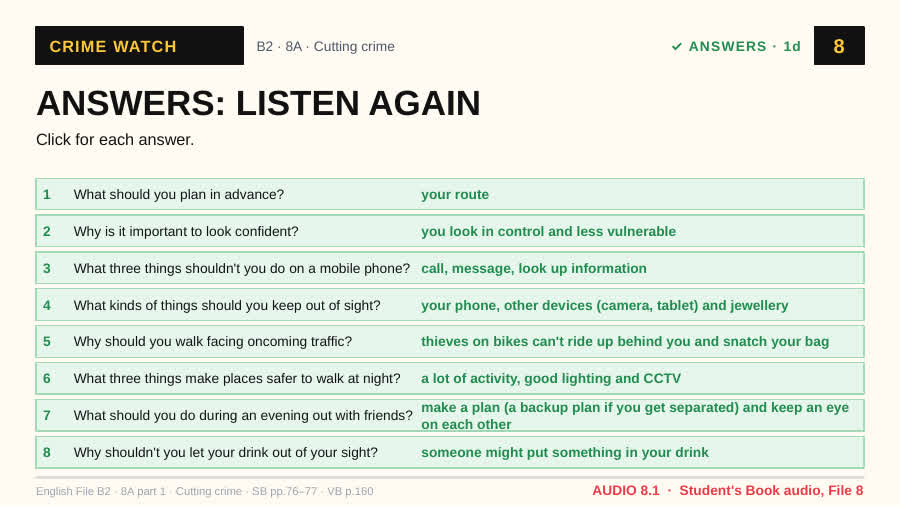 CRIME WATCH
B2 · 8A · Cutting crime
✓ ANSWERS · 1d
8
ANSWERS: LISTEN AGAIN
Click for each answer.
1 What should you plan in advance? your route
2 Why is it important to look confident? you look in control and less vulnerable
3 What three things shouldn't you do on a mobile phone? call, message, look up information
4 What kinds of things should you keep out of sight? your phone, other devices (camera, tablet) and jewellery
5 Why should you walk facing oncoming traffic? thieves on bikes can't ride up behind you and snatch your bag
6 What three things make places safer to walk at night? a lot of activity, good lighting and CCTV
7 What should you do during an evening out with friends? make a plan (a backup plan if you get separated) and keep an eye
on each other
8 Why shouldn't you let your drink out of your sight? someone might put something in your drink
English File B2 · 8A part 1 · Cutting crime · SB pp.76–77 · VB p.160
AUDIO 8.1 · Student's Book audio, File 8